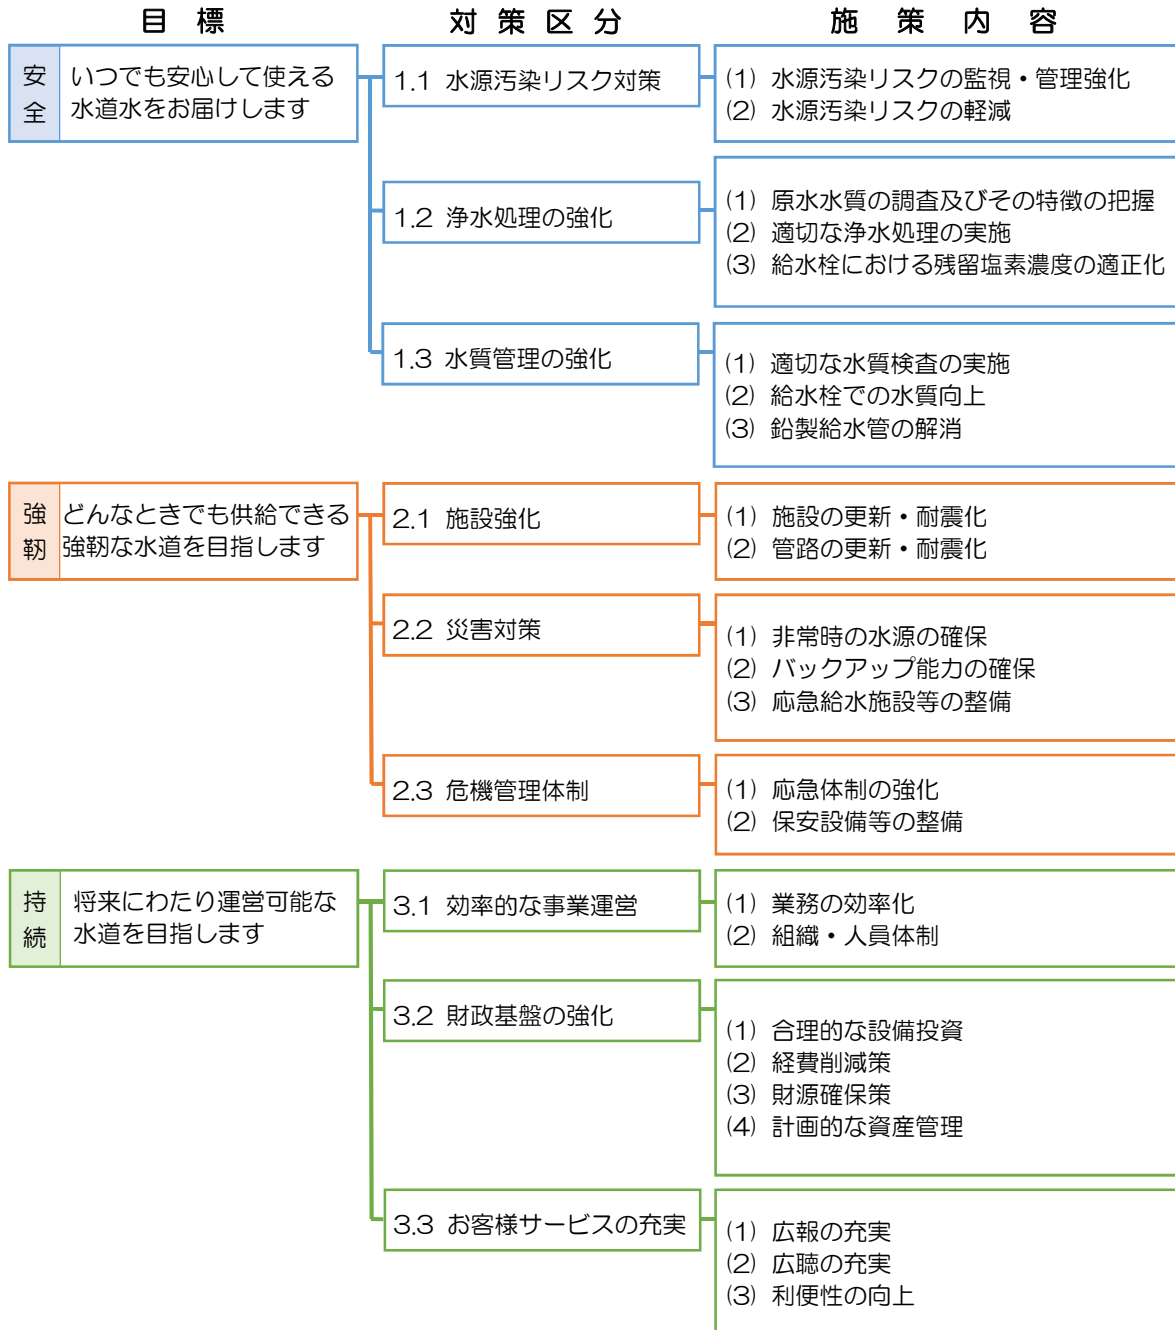 目標 対策区分 施策内容
安全
いつでも安心して使える
水道水をお届けします
1.1 水源汚染リスク対策
(1) 水源汚染リスクの監視・管理強化
(2) 水源汚染リスクの軽減
1.2 浄水処理の強化
(1) 原水水質の調査及びその特徴の把握
(2) 適切な浄水処理の実施
(3) 給水栓における残留塩素濃度の適正化
1.3 水質管理の強化
(1) 適切な水質検査の実施
(2) 給水栓での水質向上
(3) 鉛製給水管の解消
強靭
どんなときでも供給できる
強靭な水道を目指します
2.1 施設強化
(1) 施設の更新・耐震化
(2) 管路の更新・耐震化
2.2 災害対策
(1) 非常時の水源の確保
(2) バックアップ能力の確保
(3) 応急給水施設等の整備
2.3 危機管理体制
(1) 応急体制の強化
(2) 保安設備等の整備
持続
将来にわたり運営可能な
水道を目指します
3.1 効率的な事業運営
(1) 業務の効率化
(2) 組織・人員体制
3.2 財政基盤の強化
(1) 合理的な設備投資
(2) 経費削減策
(3) 財源確保策
(4) 計画的な資産管理
3.3 お客様サービスの充実
(1) 広報の充実
(2) 広聴の充実
(3) 利便性の向上